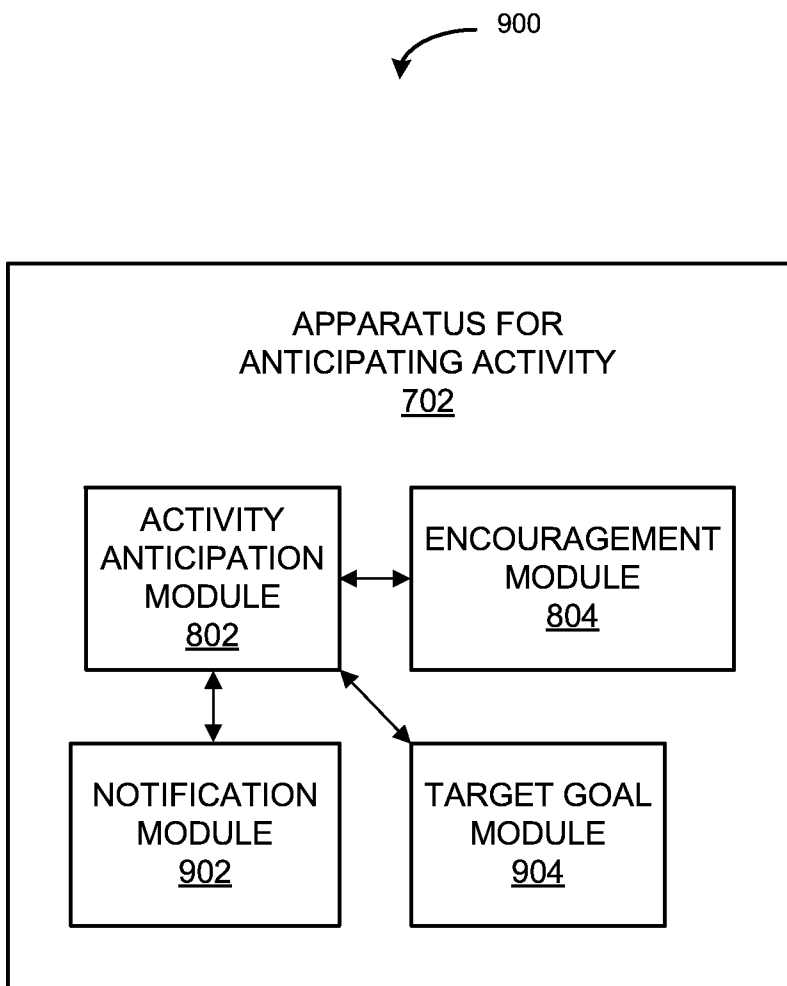 900
APPARATUS FOR
ANTICIPATING ACTIVITY
702
ACTIVITY
ANTICIPATION
MODULE
802
ENCOURAGEMENT
MODULE
804
NOTIFICATION
MODULE
902
TARGET GOAL
MODULE
904